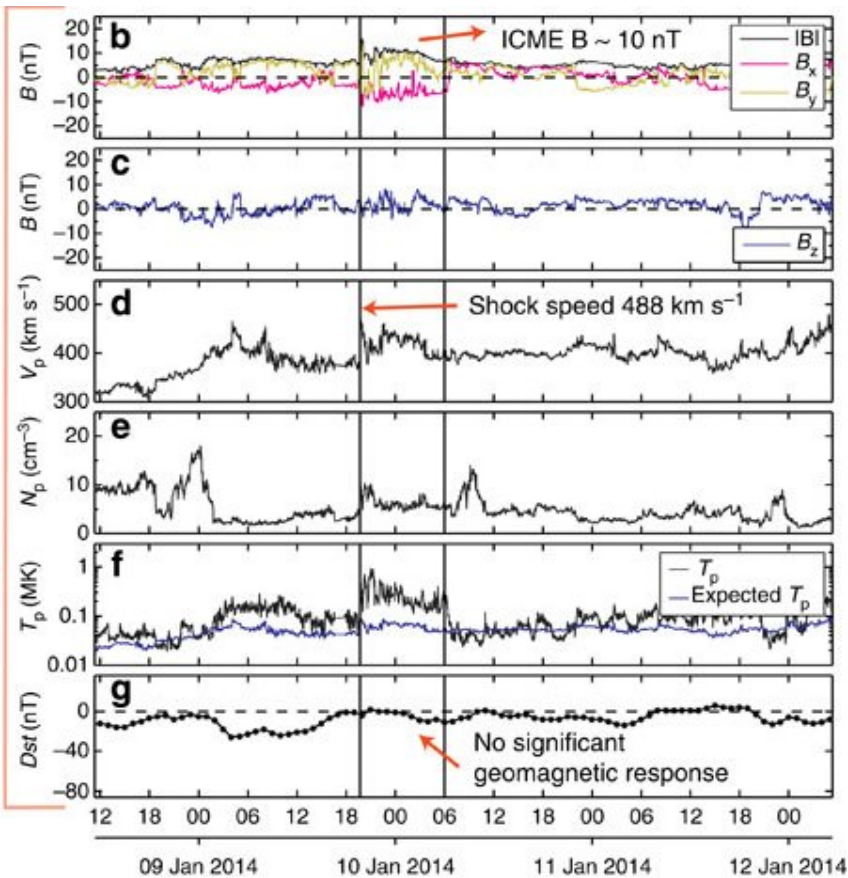 b
B (nT)
20
10
0
−10
−20
ICME B ~ 10 nT
|B|
Bx
By
c
B (nT)
20
10
0
−10
−20
Bz
d
Vp (km s−1)
500
400
300
Shock speed 488 km s−1
e
Np (cm−3)
20
10
0
f
Tp (MK)
1
0.1
0.01
Tp
Expected Tp
g
Dst (nT)
0
−40
−80
No significant
geomagnetic response
12 18 00 06 12 18 00 06 12 18 00 06 12 18 00
09 Jan 2014 10 Jan 2014 11 Jan 2014 12 Jan 2014